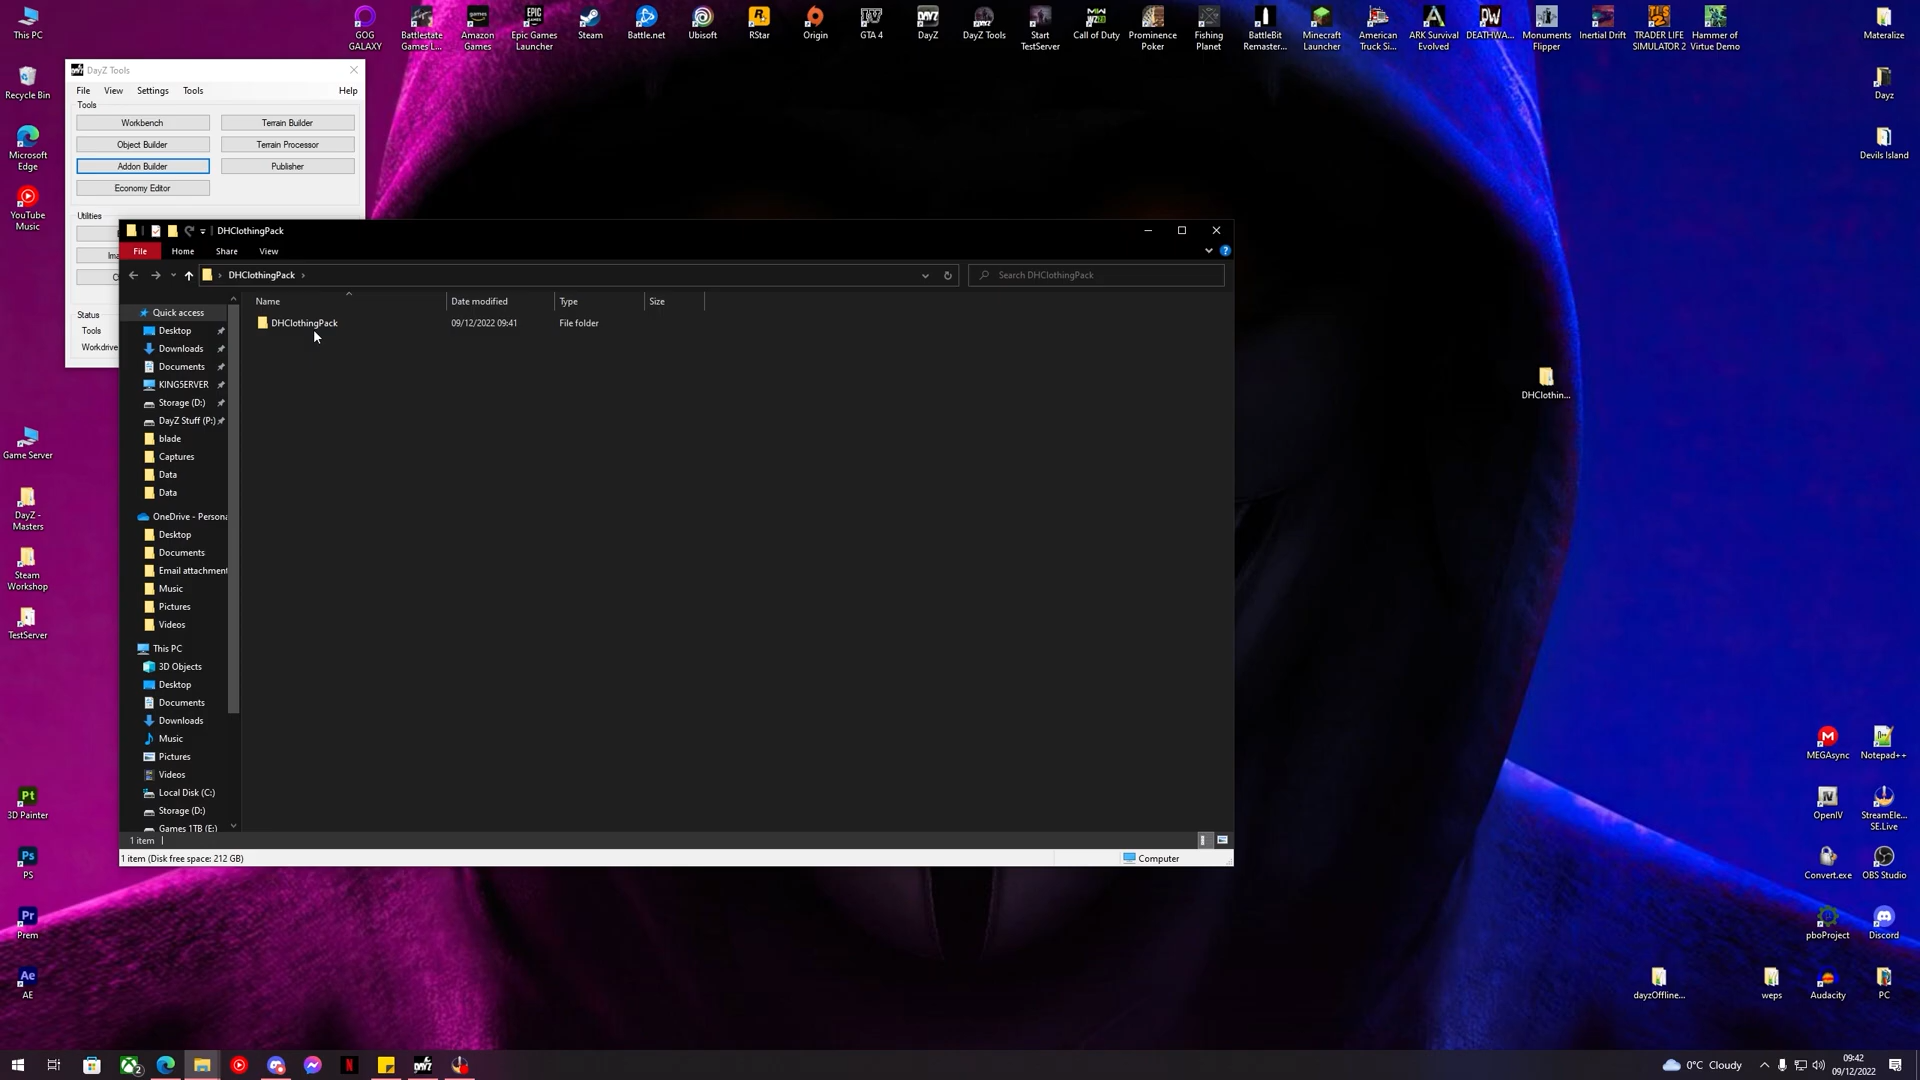 This PC
GOG
GALAXY
Battlestate
Games L...
Amazon
Games
Epic Games
Launcher
Steam
Battle.net
Ubisoft
RStar
Origin
GTA 4
DayZ
DayZ Tools
Start
TestServer
Call of Duty
Prominence
Poker
Fishing
Planet
BattleBit
Remaster...
Minecraft
Launcher
American
Truck Si...
ARK Survival
Evolved
DEATHWA...
Monuments
Flipper
Inertial Drift
TRADER LIFE
SIMULATOR 2
Hammer of
Virtue Demo
Materalize
Recycle Bin
Microsoft
Edge
YouTube
Music
Game Server
DayZ -
Masters
Steam
Workshop
TestServer
3D Painter
PS
Prem
AE
Dayz
Devils Island
DHClothin...
MEGAsync
Notepad++
OpenIV
StreamEle...
SE.Live
Convert.exe
OBS Studio
pboProject
Discord
dayzOffline...
weps
Audacity
PC
DayZ Tools
File View Settings Tools Help
Tools
Workbench Terrain Builder
Object Builder Terrain Processor
Addon Builder Publisher
Economy Editor
Utilities
Ima
Status
Tools
Workdrive
DHClothingPack
File Home Share View
DHClothingPack
Search DHClothingPack
Name Date modified Type Size
DHClothingPack 09/12/2022 09:41 File folder
Quick access
Desktop
Downloads
Documents
KINGSERVER
Storage (D:)
DayZ Stuff (P:)
blade
Captures
Data
Data
OneDrive - Persona
Desktop
Documents
Email attachment
Music
Pictures
Videos
This PC
3D Objects
Desktop
Documents
Downloads
Music
Pictures
Videos
Local Disk (C:)
Storage (D:)
Games 1TB (E:)
1 item
1 item (Disk free space: 212 GB)
Computer
0°C Cloudy
09:42
09/12/2022